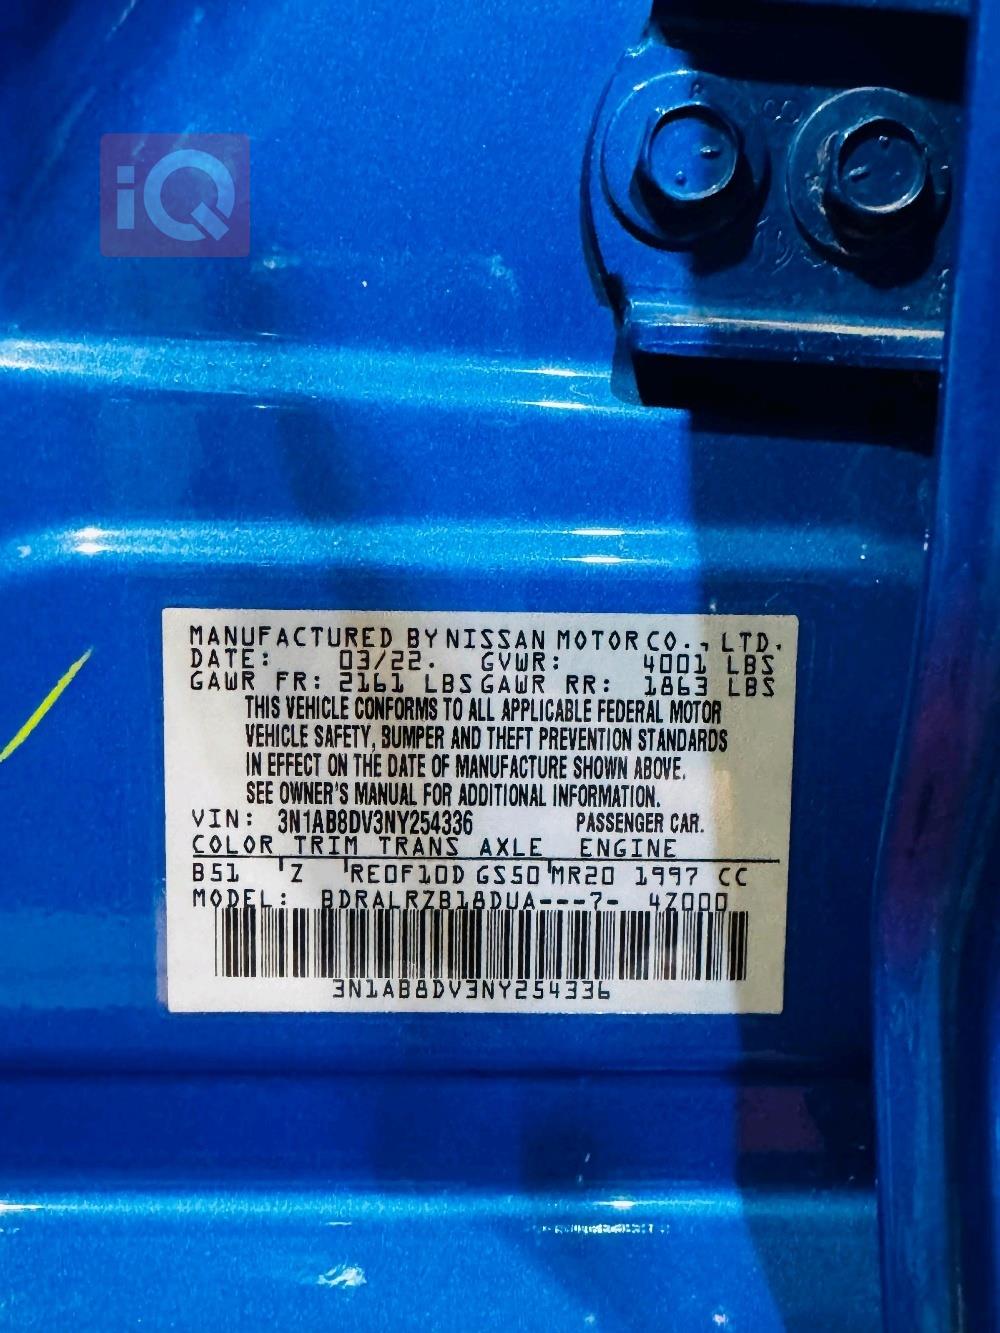 iQ
MANUFACTURED BY NISSAN MOTOR CO., LTD.
DATE: 03/22. GVWR: 4001 LBS
GAWR FR: 2161 LBS GAWR RR: 1863 LBS
THIS VEHICLE CONFORMS TO ALL APPLICABLE FEDERAL MOTOR
VEHICLE SAFETY, BUMPER AND THEFT PREVENTION STANDARDS
IN EFFECT ON THE DATE OF MANUFACTURE SHOWN ABOVE.
SEE OWNER'S MANUAL FOR ADDITIONAL INFORMATION.
VIN: 3N1AB8DV3NY254336 PASSENGER CAR.
COLOR TRIM TRANS AXLE ENGINE
B51 Z RE0F10D GS50 MR20 1997 CC
MODEL: BDRALRZB18DUA---7- 4Z000
3N1AB8DV3NY254336